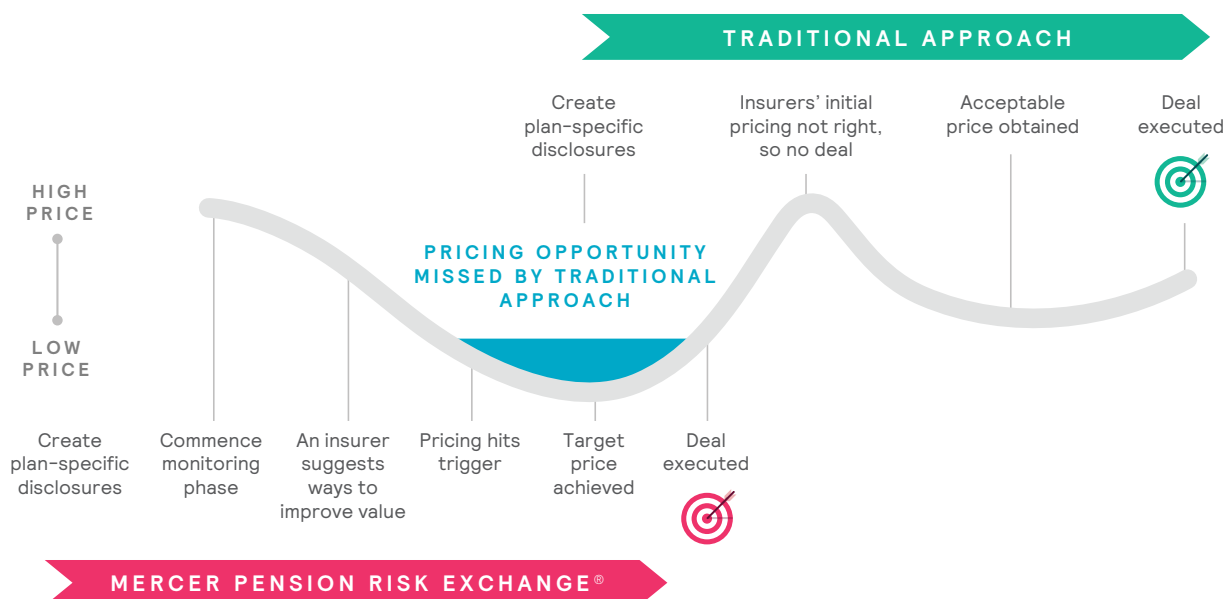 TRADITIONAL APPROACH
Create
plan-specific
disclosures
Insurers’ initial
pricing not right,
so no deal
Acceptable
price obtained
Deal
executed
HIGH
PRICE
LOW
PRICE
PRICING OPPORTUNITY
MISSED BY TRADITIONAL
APPROACH
Create
plan-specific
disclosures
Commence
monitoring
phase
An insurer
suggests
ways to
improve value
Pricing hits
trigger
Target
price
achieved
Deal
executed
MERCER PENSION RISK EXCHANGE®